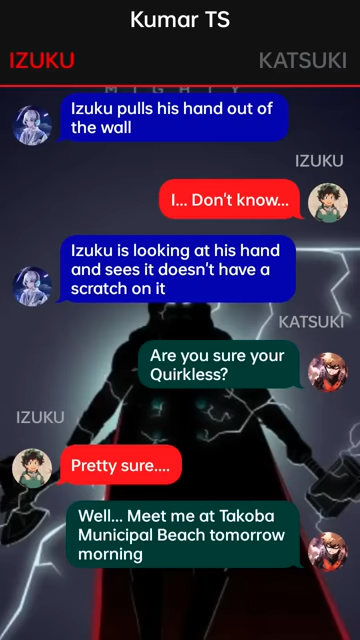 Kumar TS
IZUKU
KATSUKI
MIGHTY
Izuku pulls his hand out of
the wall
IZUKU
I... Don't know...
Izuku is looking at his hand
and sees it doesn't have a
scratch on it
KATSUKI
Are you sure your
Quirkless?
IZUKU
Pretty sure....
Well... Meet me at Takoba
Municipal Beach tomorrow
morning